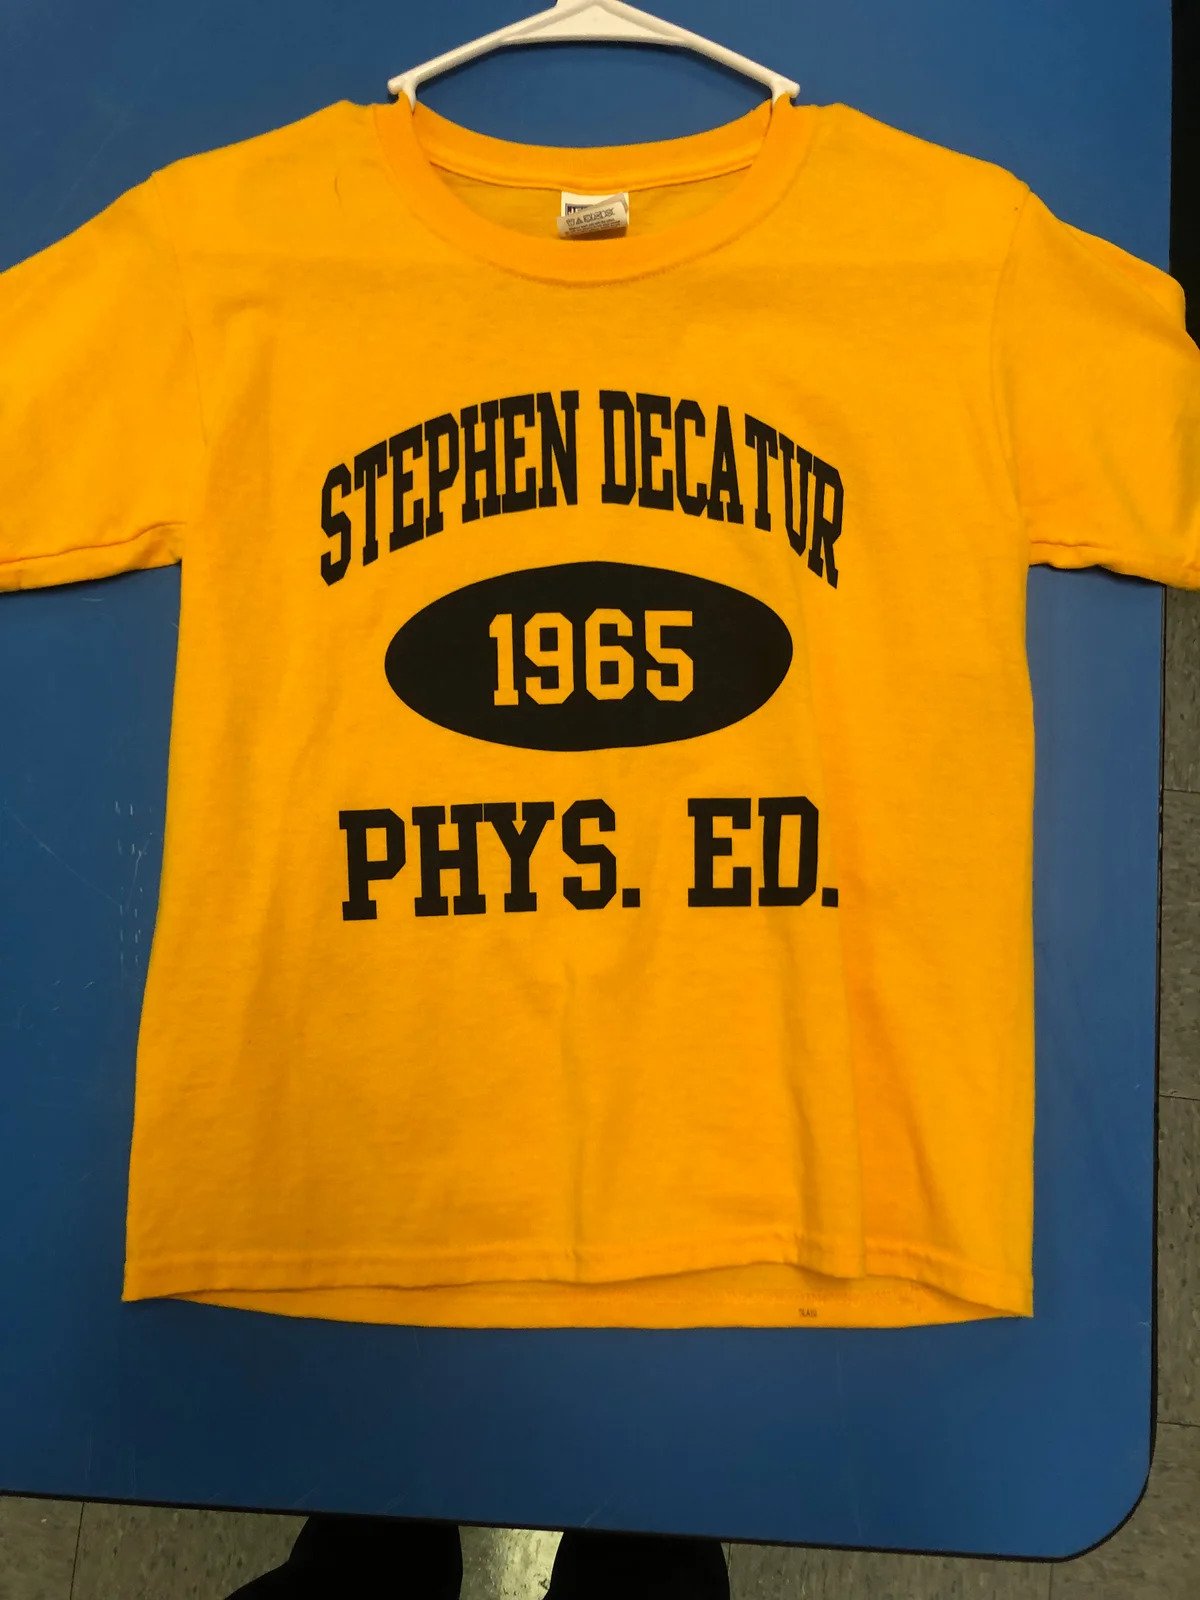 STEPHEN DECATUR
1965
PHYS. ED.